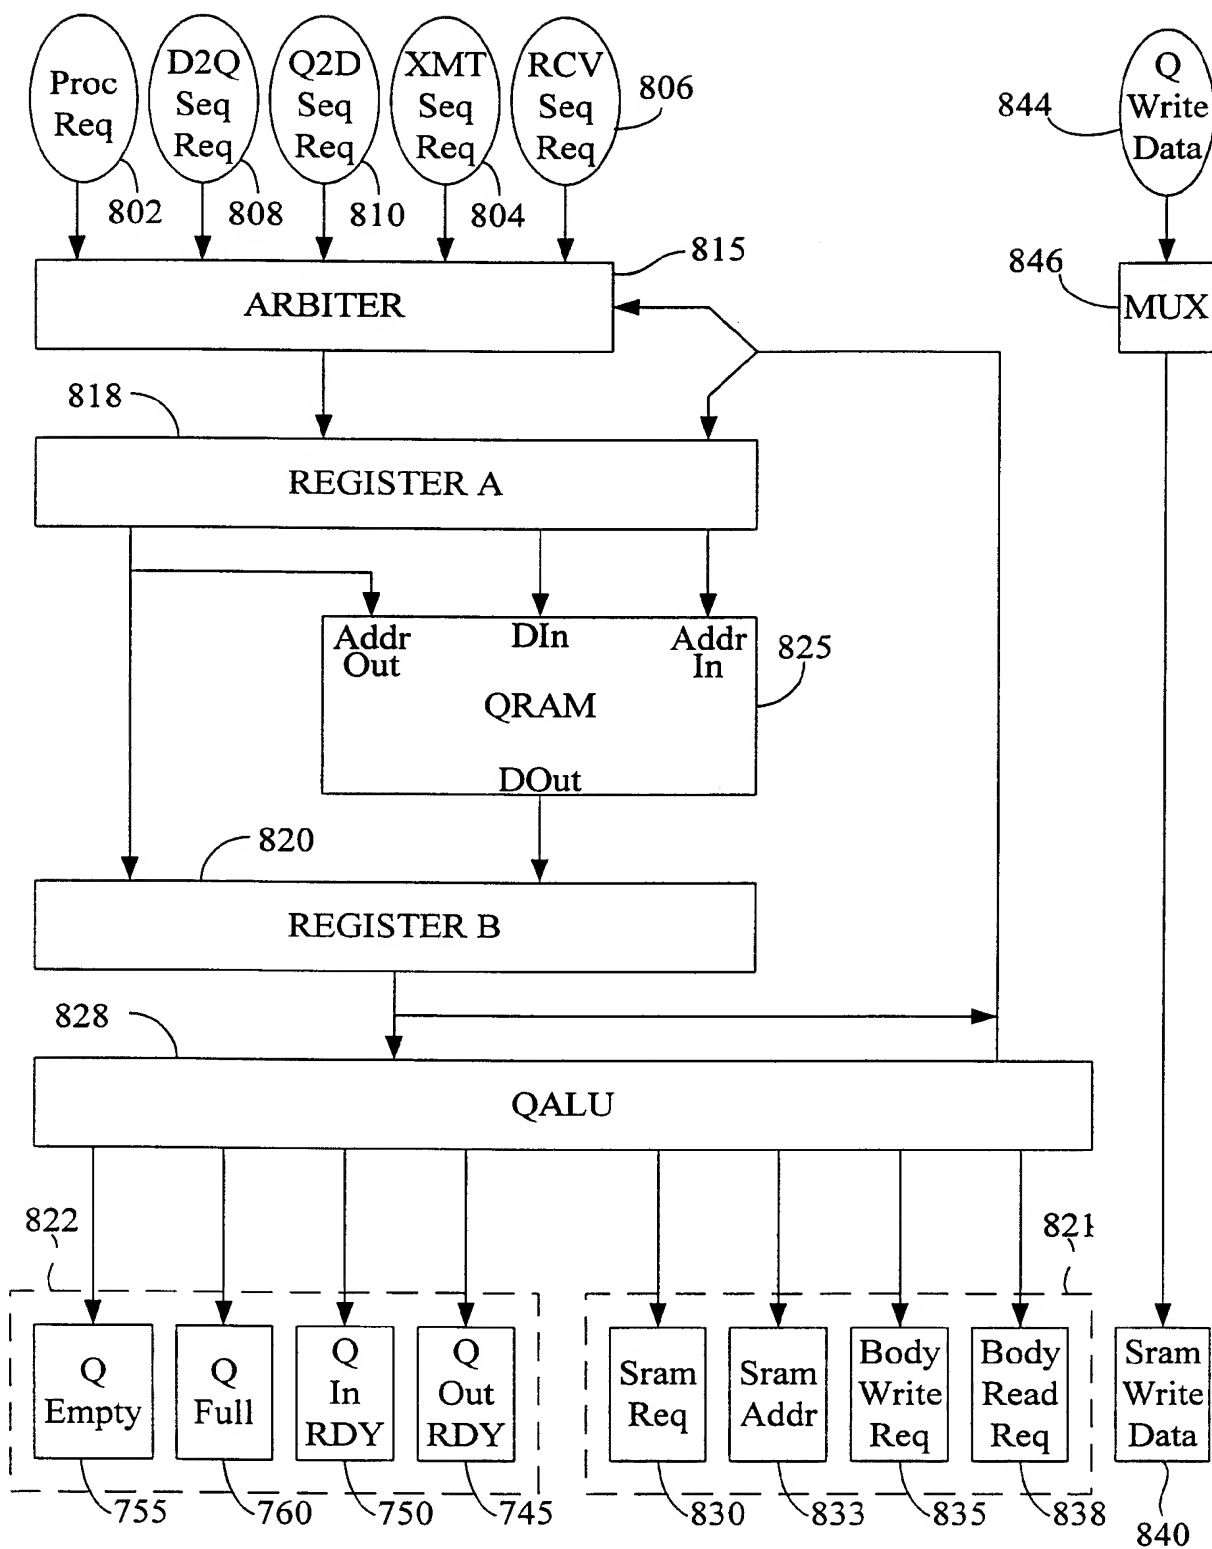 Proc
Req
D2Q
Seq
Req
Q2D
Seq
Req
XMT
Seq
Req
RCV
Seq
Req
806
844
Q
Write
Data
802
808
810
804
815
846
ARBITER
MUX
818
REGISTER A
Addr
Out
DIn
Addr
In
825
QRAM
DOut
820
REGISTER B
828
QALU
822
821
Q
Empty
Q
Full
Q
In
RDY
Q
Out
RDY
Sram
Req
Sram
Addr
Body
Write
Req
Body
Read
Req
Sram
Write
Data
755
760
750
745
830
833
835
838
840